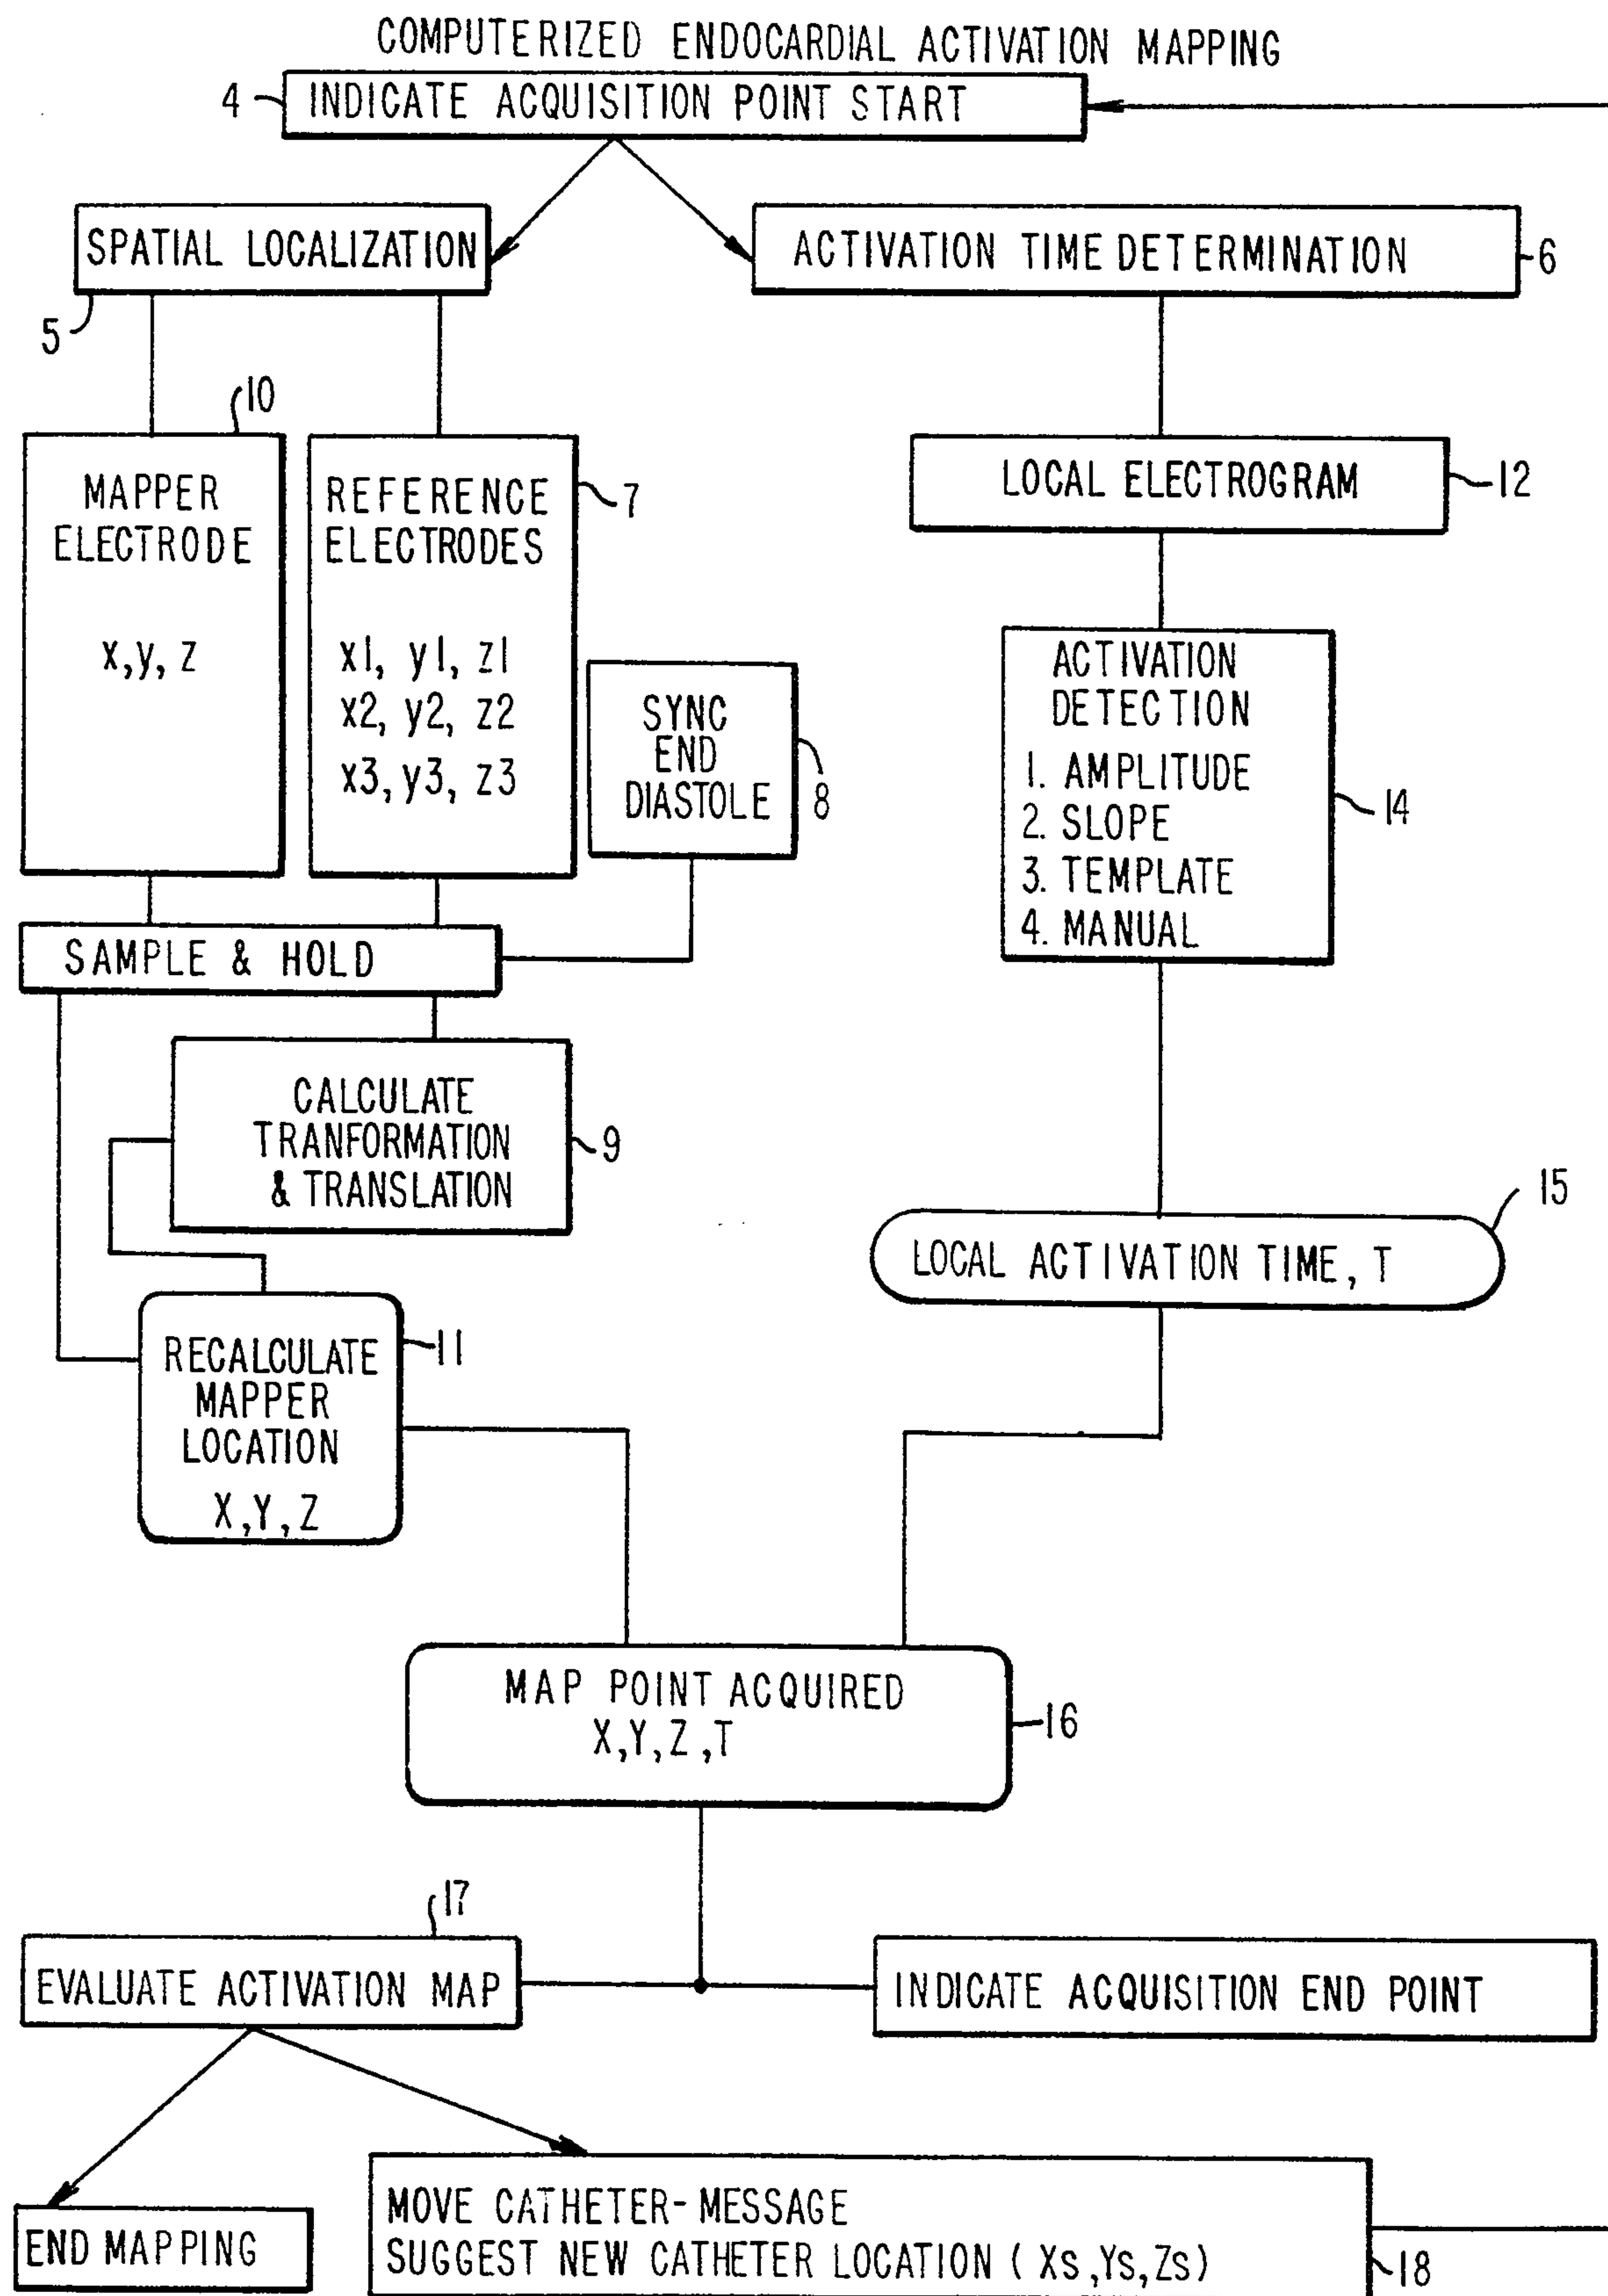 COMPUTERIZED ENDOCARDIAL ACTIVATION MAPPING
4
INDICATE ACQUISITION POINT START
SPATIAL LOCALIZATION
5
ACTIVATION TIME DETERMINATION
6
10
MAPPER
ELECTRODE
x,y, z
REFERENCE
ELECTRODES
7
x1, y1, z1
x2, y2, z2
x3, y3, z3
SYNC
END
DIASTOLE
8
LOCAL ELECTROGRAM
12
ACTIVATION
DETECTION
1. AMPLITUDE
2. SLOPE
3. TEMPLATE
4. MANUAL
14
SAMPLE & HOLD
CALCULATE
TRANFORMATION
& TRANSLATION
9
15
LOCAL ACTIVATION TIME, T
RECALCULATE
MAPPER
LOCATION
X,Y,Z
11
MAP POINT ACQUIRED
X,Y,Z,T
16
17
EVALUATE ACTIVATION MAP
INDICATE ACQUISITION END POINT
END MAPPING
MOVE CATHETER-MESSAGE
SUGGEST NEW CATHETER LOCATION (Xs,Ys,Zs)
18